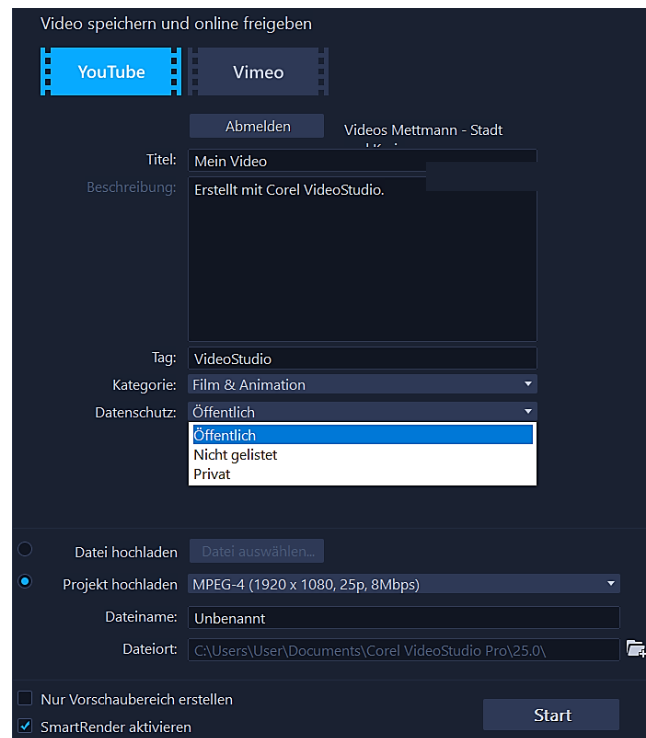 Video speichern und online freigeben
YouTube Vimeo
Abmelden Videos Mettmann - Stadt
Titel: Mein Video
Beschreibung: Erstellt mit Corel VideoStudio.
Tag: VideoStudio
Kategorie: Film & Animation
Datenschutz: Öffentlich
Öffentlich
Nicht gelistet
Privat
Datei hochladen Datei auswählen...
Projekt hochladen MPEG-4 (1920 x 1080, 25p, 8Mbps)
Dateiname: Unbenannt
Dateiort: C:\Users\User\Documents\Corel VideoStudio Pro\25.0\
Nur Vorschaubereich erstellen
Start
SmartRender aktivieren